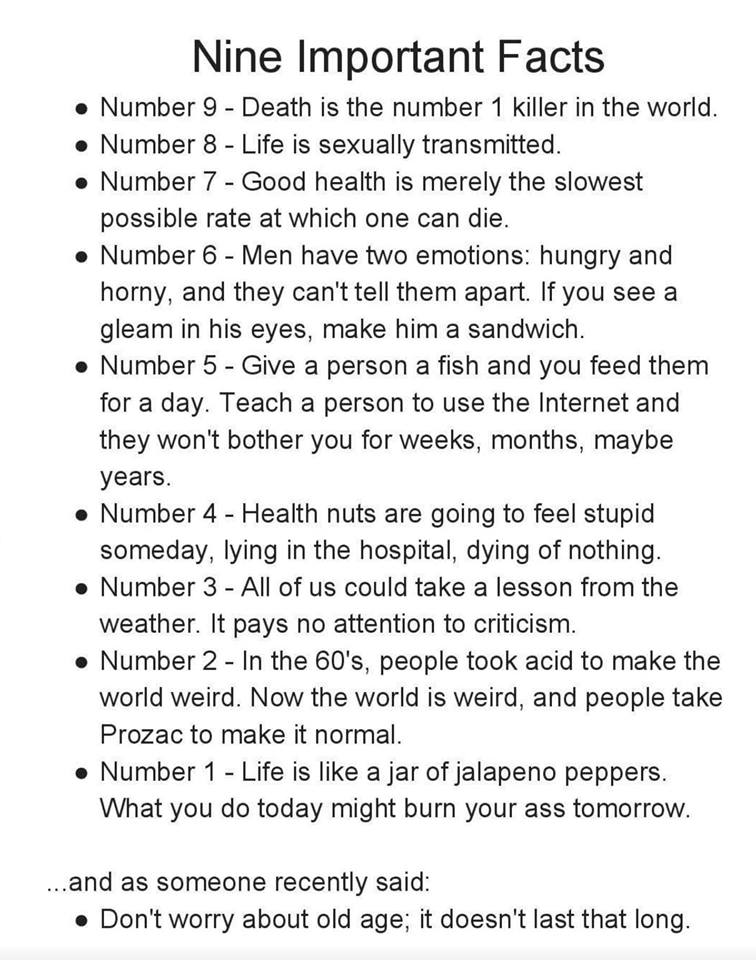 Nine Important Facts
● Number 9 - Death is the number 1 killer in the world.
● Number 8 - Life is sexually transmitted.
● Number 7 - Good health is merely the slowest
possible rate at which one can die.
● Number 6 - Men have two emotions: hungry and
horny, and they can't tell them apart. If you see a
gleam in his eyes, make him a sandwich.
● Number 5 - Give a person a fish and you feed them
for a day. Teach a person to use the Internet and
they won't bother you for weeks, months, maybe
years.
● Number 4 - Health nuts are going to feel stupid
someday, lying in the hospital, dying of nothing.
● Number 3 - All of us could take a lesson from the
weather. It pays no attention to criticism.
● Number 2 - In the 60's, people took acid to make the
world weird. Now the world is weird, and people take
Prozac to make it normal.
● Number 1 - Life is like a jar of jalapeno peppers.
What you do today might burn your ass tomorrow.
...and as someone recently said:
● Don't worry about old age; it doesn't last that long.